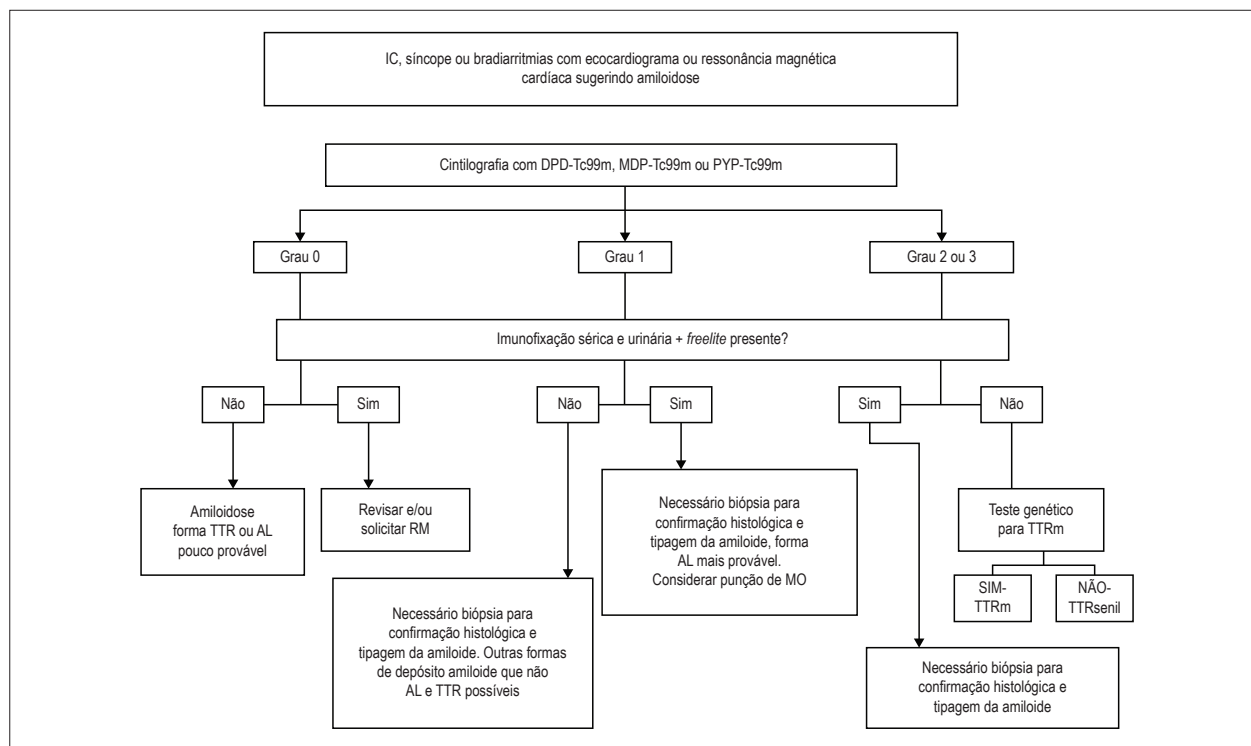 IC, síncope ou bradiarritmias com ecocardiograma ou ressonância magnética
cardíaca sugerindo amiloidose
Cintilografia com DPD-Tc99m, MDP-Tc99m ou PYP-Tc99m
Grau 0
Grau 1
Grau 2 ou 3
Imunofixação sérica e urinária + freelite presente?
Não
Sim
Não
Sim
Sim
Não
Amiloidose
forma TTR ou AL
pouco provável
Revisar e/ou
solicitar RM
Necessário biópsia para
confirmação histológica e
tipagem da amiloide. Outras formas
de depósito amiloide que não
AL e TTR possíveis
Necessário biópsia para
confirmação histológica e
tipagem da amiloide, forma
AL mais provável.
Considerar punção de MO
Necessário biópsia para
confirmação histológica e
tipagem da amiloide
Teste genético
para TTRm
SIM-
TTRm
NÃO-
TTRsenil